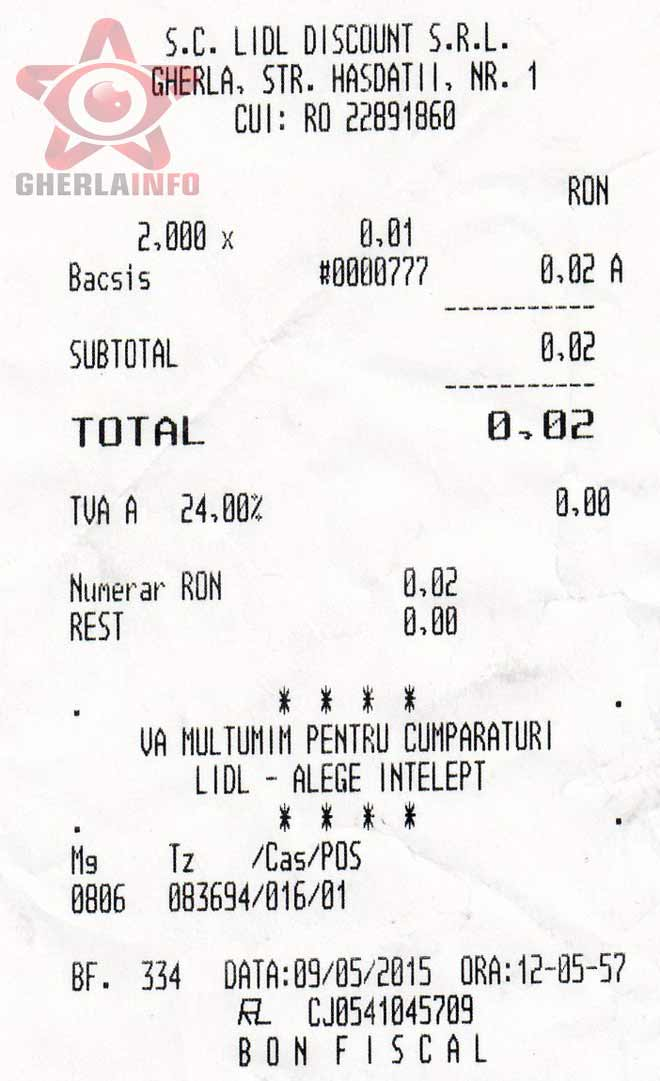 S.C. LIDL DISCOUNT S.R.L.
GHERLA, STR. HASDATII, NR. 1
CUI: RO 22891860
GHERLAINFO
RON
2,000 x 0,01
Bacsis #0000777 0,02 A
-----------
SUBTOTAL 0,02
-----------
TOTAL 0,02
TVA A 24,00% 0,00
Numerar RON 0,02
REST 0,00
. * * * * .
VA MULTUMIM PENTRU CUMPARATURI
LIDL - ALEGE INTELEPT
. * * * * .
Mg Tz /Cas/POS
0806 083694/016/01
BF. 334 DATA:09/05/2015 ORA:12-05-57
CJ0541045709
BON FISCAL